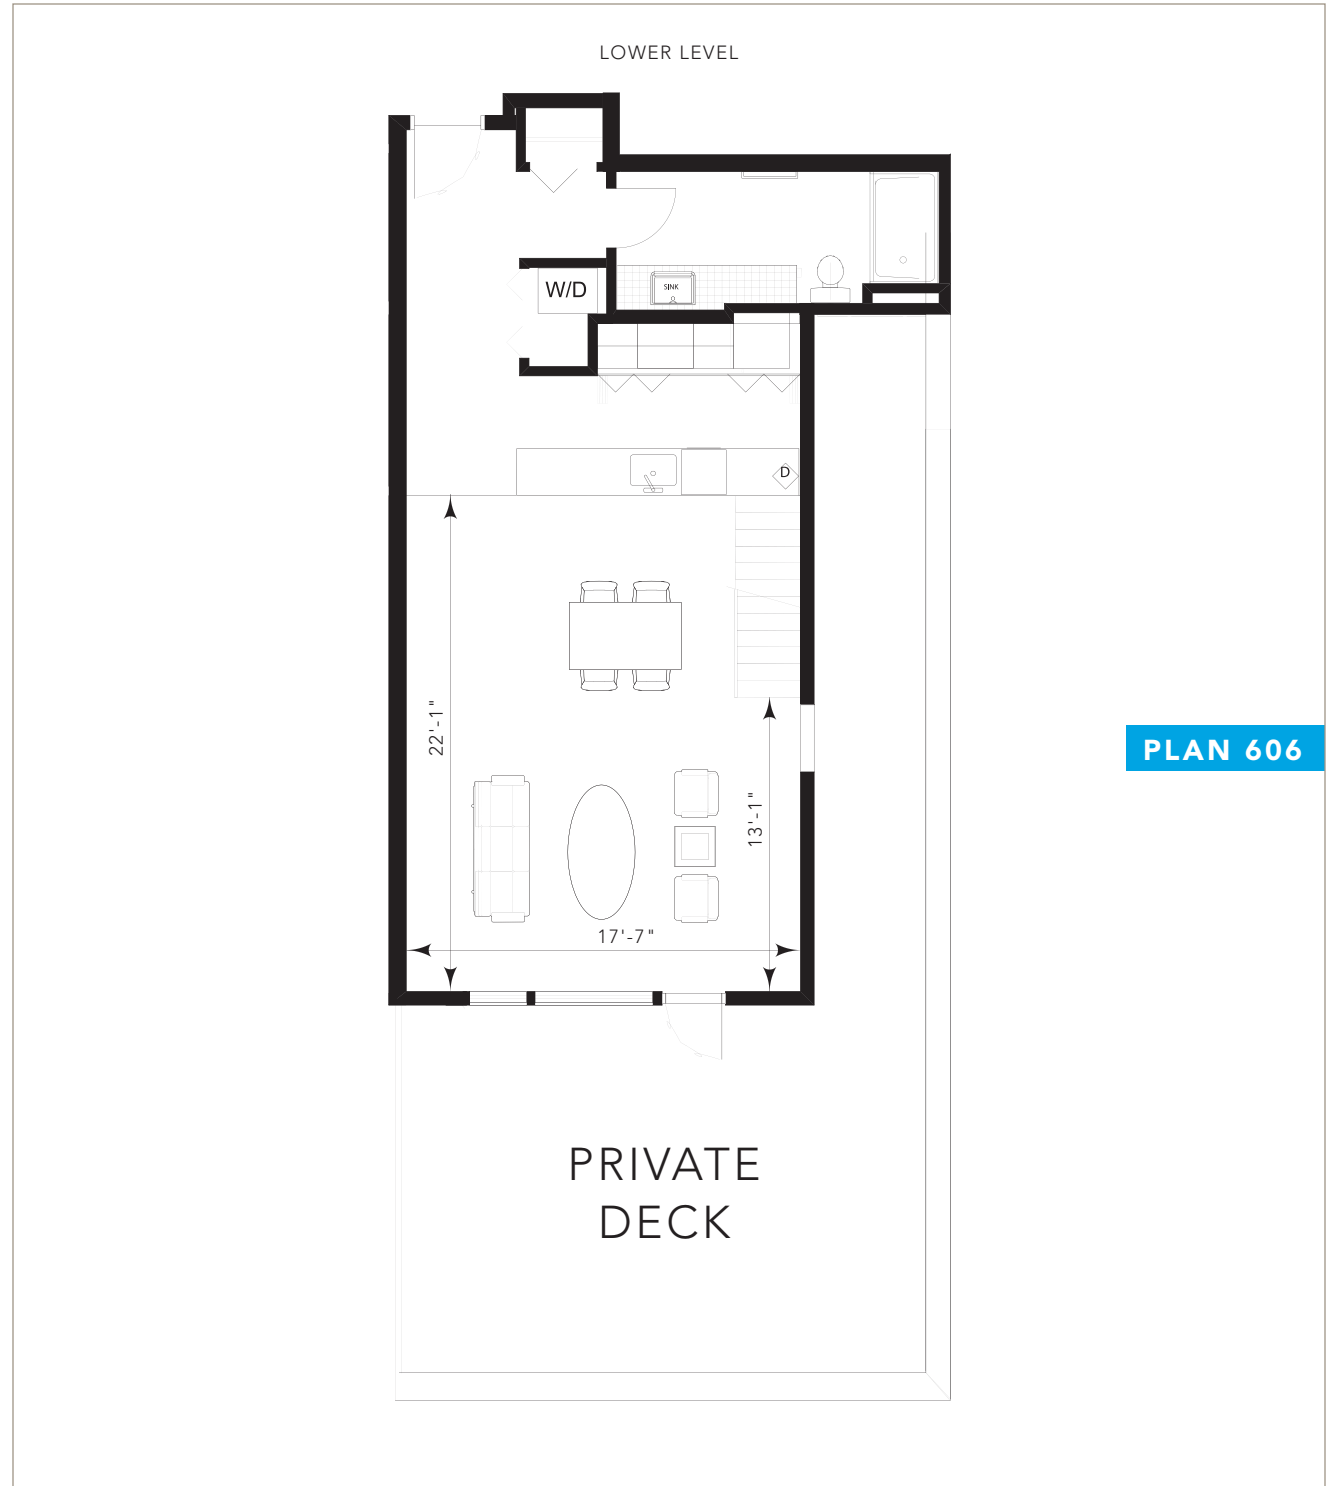 LOWER LEVEL
W/D
SINK
D
22'-1"
PLAN 606
13'-1"
17'-7"
PRIVATE
DECK